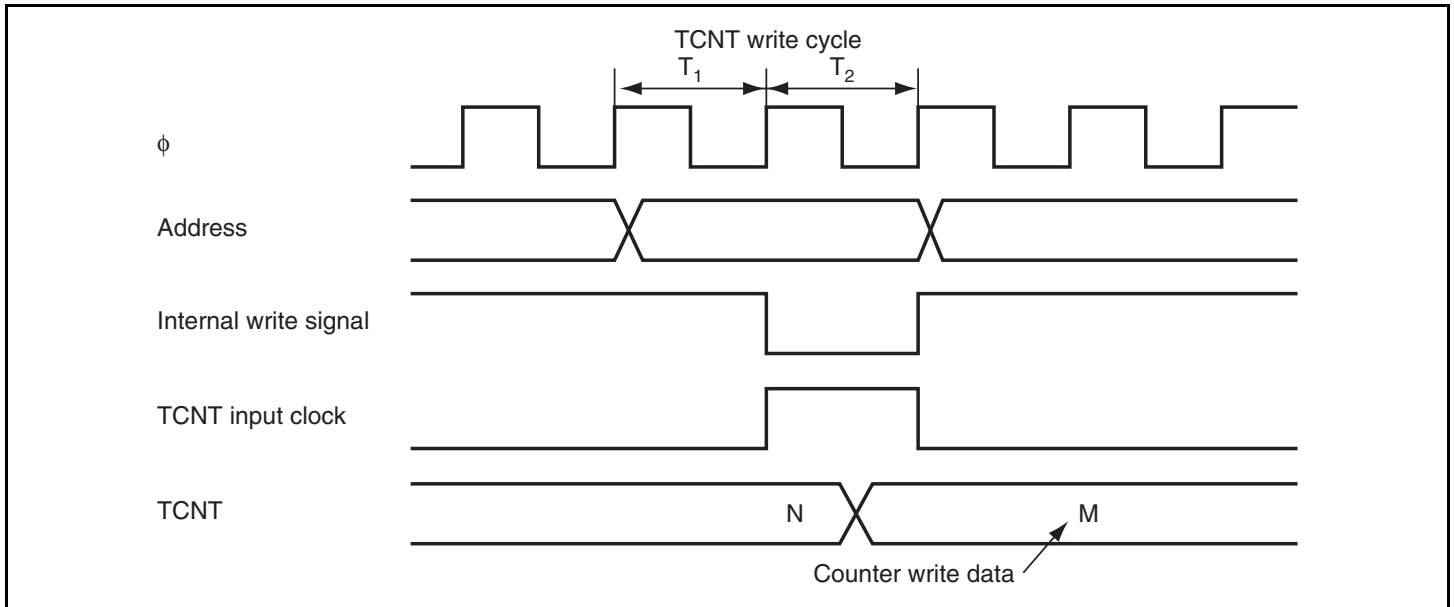 TCNT write cycle
T1 T2
ϕ
Address
Internal write signal
TCNT input clock
TCNT N M
Counter write data